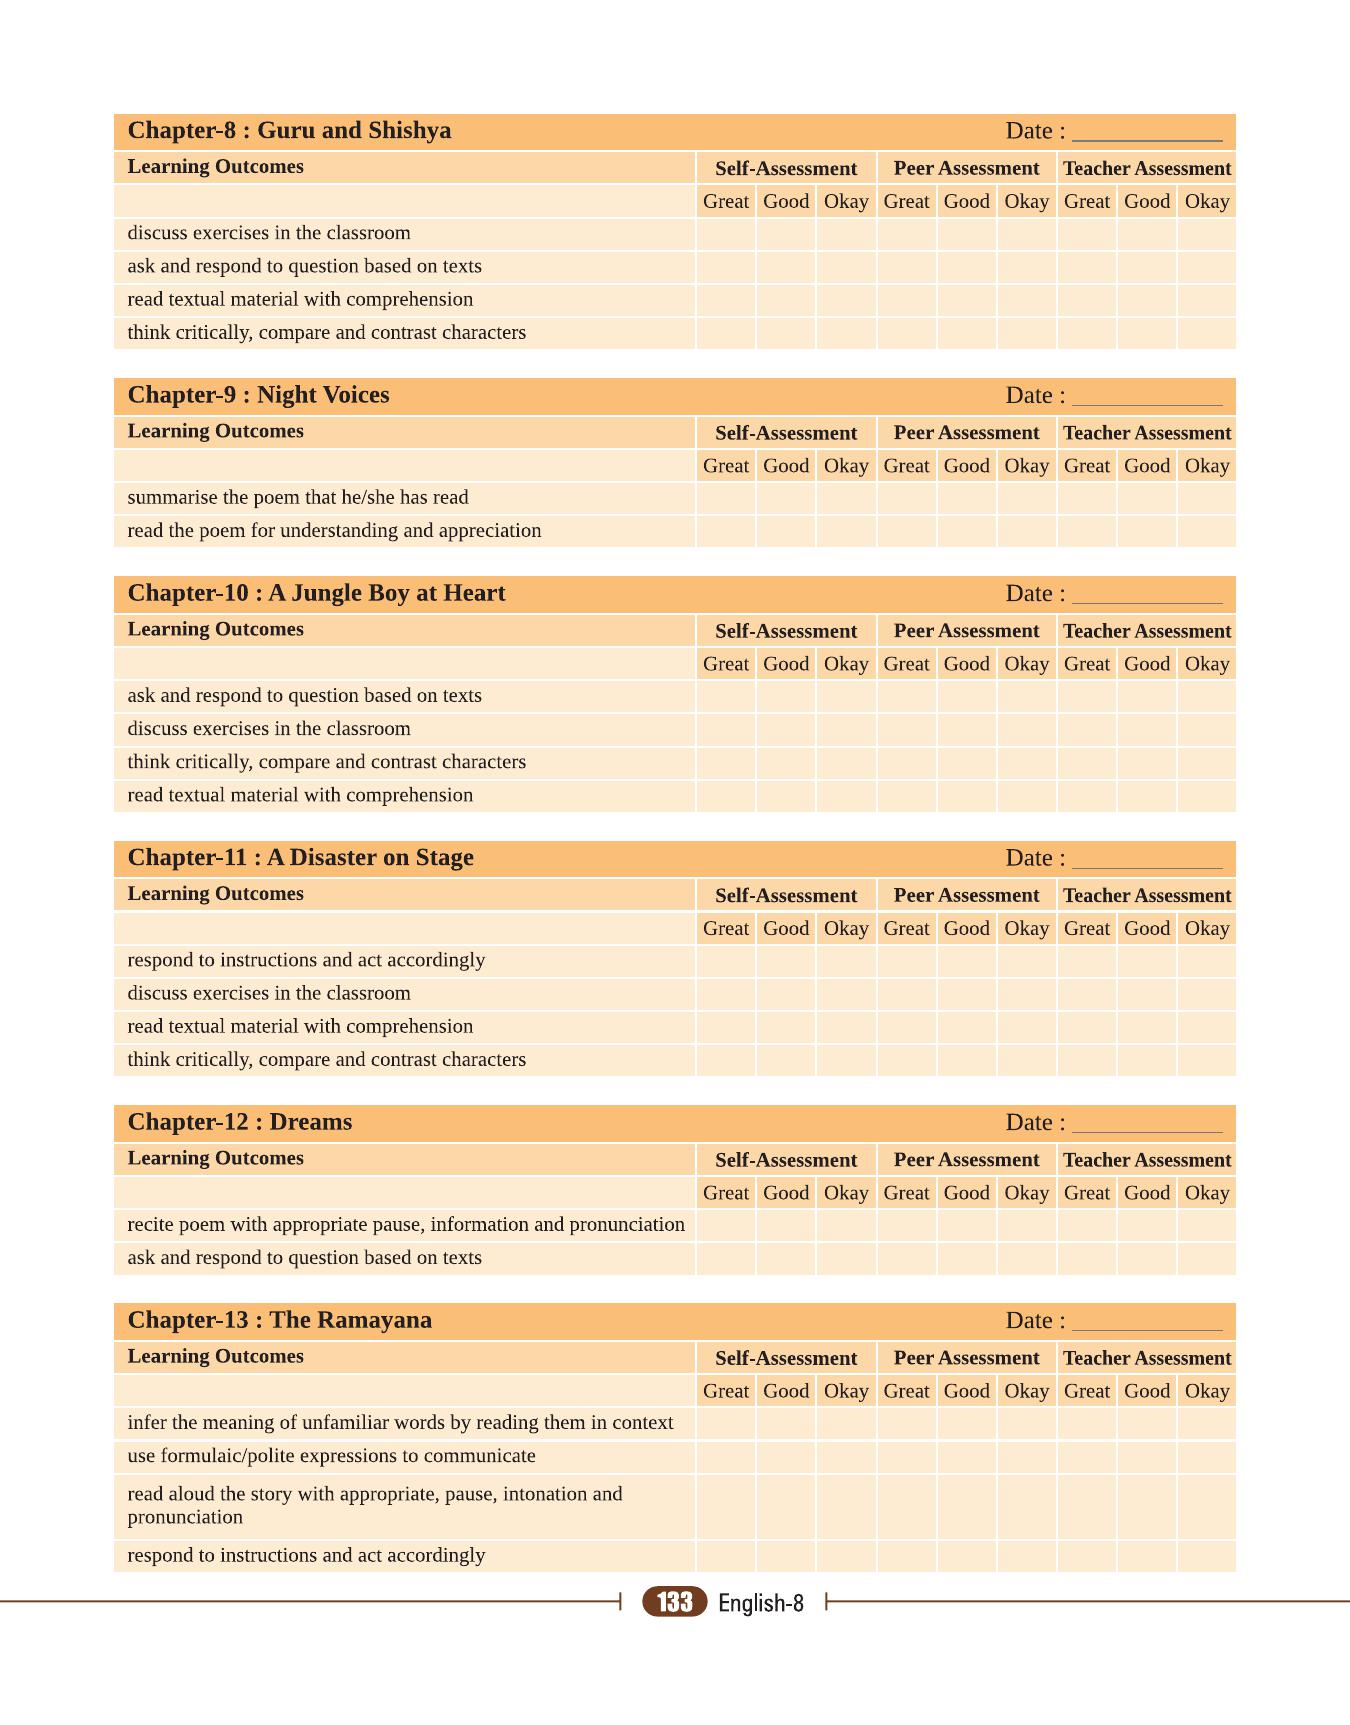 Chapter-8 : Guru and Shishya Date : ____________
Learning Outcomes Self-Assessment Peer Assessment Teacher Assessment
Great Good Okay Great Good Okay Great Good Okay
discuss exercises in the classroom
ask and respond to question based on texts
read textual material with comprehension
think critically, compare and contrast characters
Chapter-9 : Night Voices Date : ____________
Learning Outcomes Self-Assessment Peer Assessment Teacher Assessment
Great Good Okay Great Good Okay Great Good Okay
summarise the poem that he/she has read
read the poem for understanding and appreciation
Chapter-10 : A Jungle Boy at Heart Date : ____________
Learning Outcomes Self-Assessment Peer Assessment Teacher Assessment
Great Good Okay Great Good Okay Great Good Okay
ask and respond to question based on texts
discuss exercises in the classroom
think critically, compare and contrast characters
read textual material with comprehension
Chapter-11 : A Disaster on Stage Date : ____________
Learning Outcomes Self-Assessment Peer Assessment Teacher Assessment
Great Good Okay Great Good Okay Great Good Okay
respond to instructions and act accordingly
discuss exercises in the classroom
read textual material with comprehension
think critically, compare and contrast characters
Chapter-12 : Dreams Date : ____________
Learning Outcomes Self-Assessment Peer Assessment Teacher Assessment
Great Good Okay Great Good Okay Great Good Okay
recite poem with appropriate pause, information and pronunciation
ask and respond to question based on texts
Chapter-13 : The Ramayana Date : ____________
Learning Outcomes Self-Assessment Peer Assessment Teacher Assessment
Great Good Okay Great Good Okay Great Good Okay
infer the meaning of unfamiliar words by reading them in context
use formulaic/polite expressions to communicate
read aloud the story with appropriate, pause, intonation and
pronunciation
respond to instructions and act accordingly
133 English-8